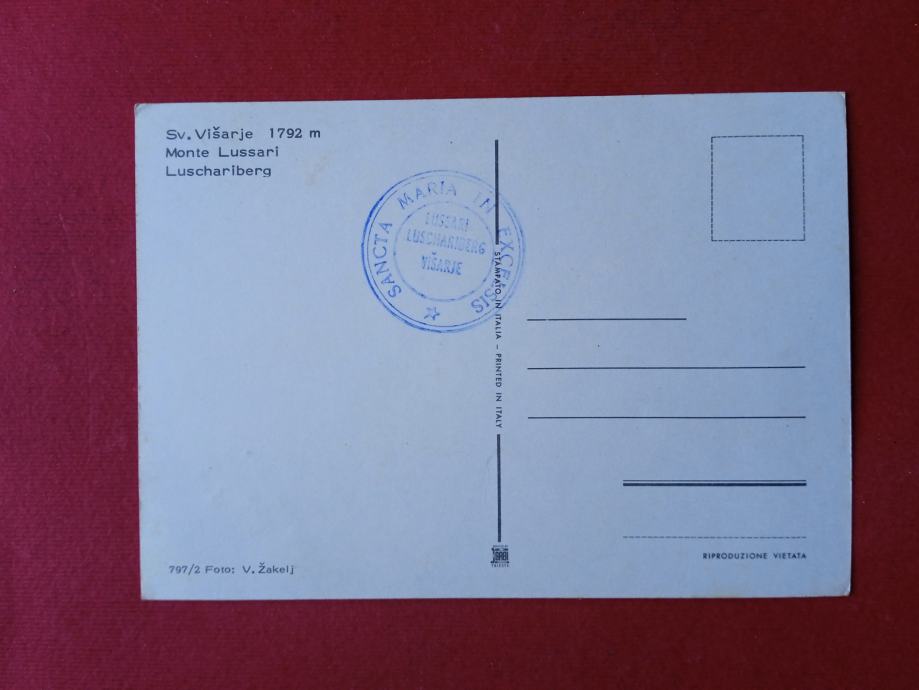 Sv. Višarje 1792 m
Monte Lussari
Luschariberg
SANCTA MARIA IN EXCELSIS
LUSSARI
LUSCHARIBERG
VIŠARJE
STAMPATO IN ITALIA – PRINTED IN ITALY
797/2 Foto: V. Žakelj
TRIESTE
RIPRODUZIONE VIETATA